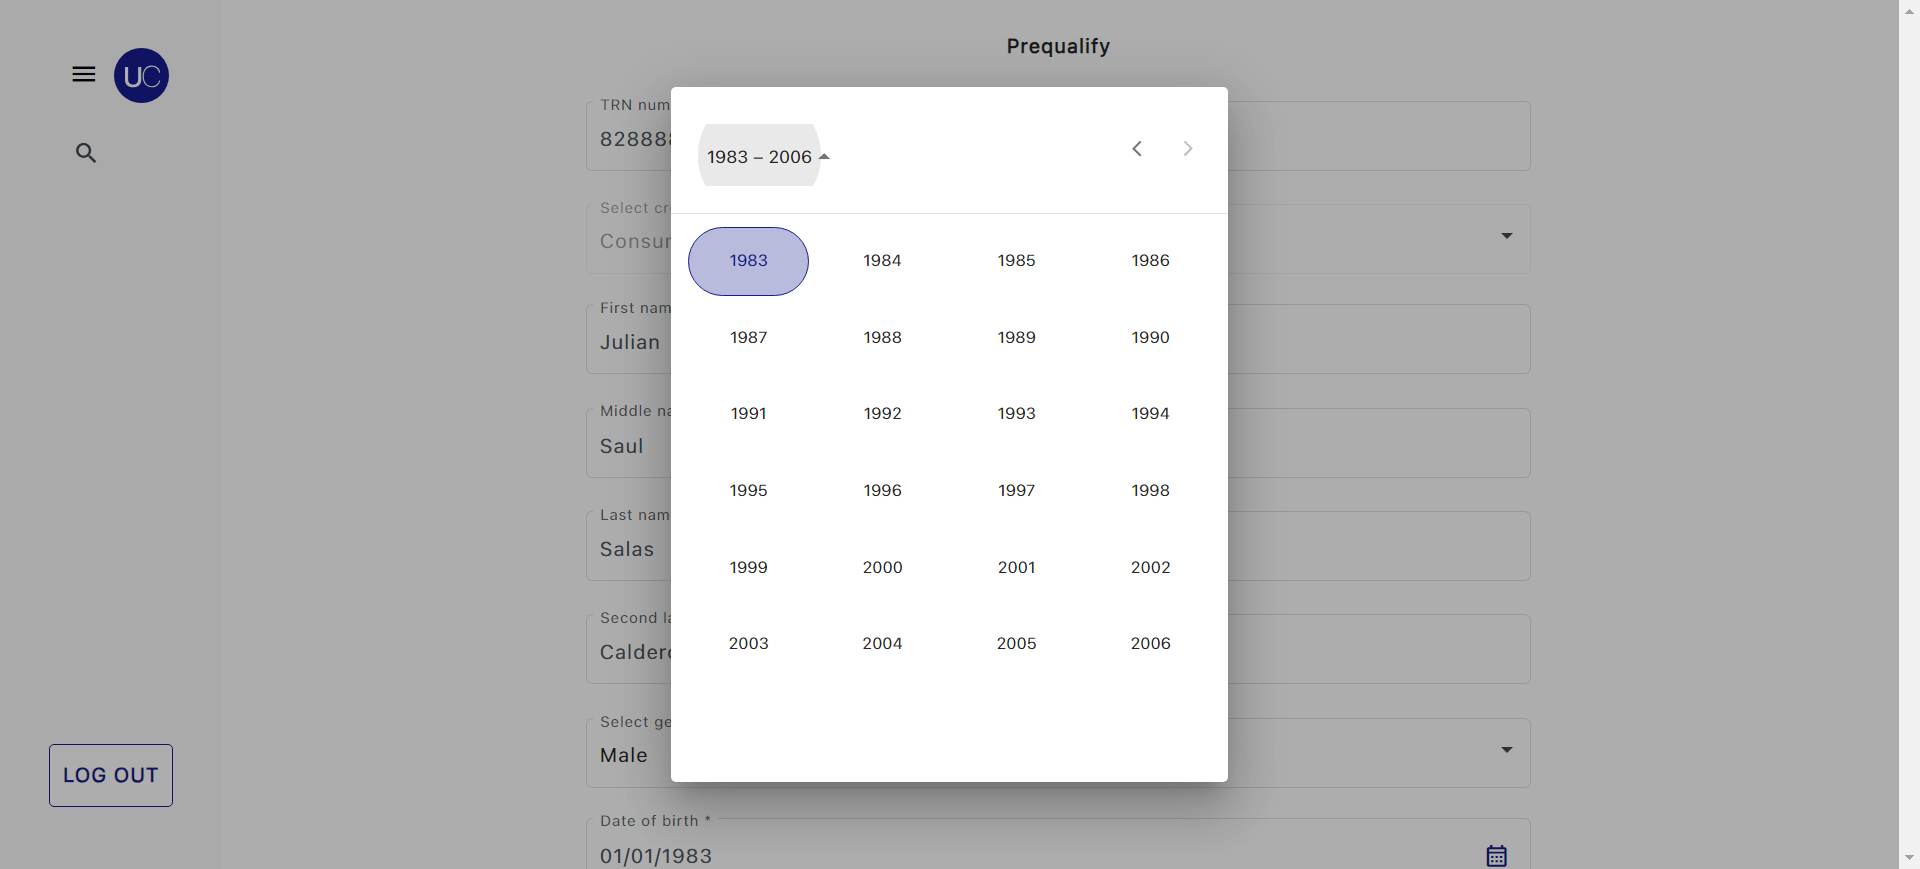 Prequalify
UC
TRN num
82888
Select cr
Consur
First nam
Julian
Middle na
Saul
Last nam
Salas
Second la
Calder
Select ge
Male
Date of birth *
01/01/1983
LOG OUT
1983 – 2006
1983 1984 1985 1986
1987 1988 1989 1990
1991 1992 1993 1994
1995 1996 1997 1998
1999 2000 2001 2002
2003 2004 2005 2006